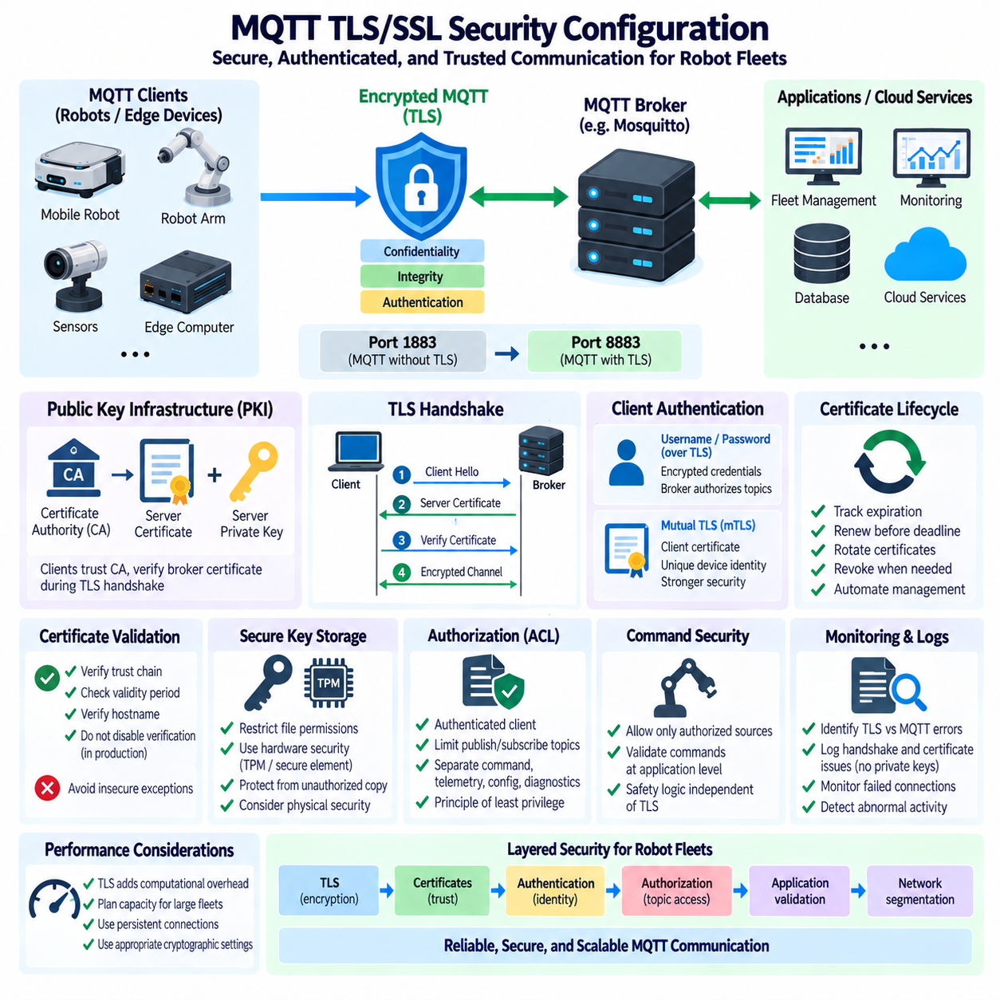 MQTT TLS/SSL Security Configuration
Secure, Authenticated, and Trusted Communication for Robot Fleets
MQTT Clients
(Robots / Edge Devices)
Mobile Robot
Robot Arm
Sensors
Edge Computer
...
Encrypted MQTT
(TLS)
Confidentiality
Integrity
Authentication
MQTT Broker
(e.g. Mosquitto)
Port 1883
(MQTT without TLS)
Port 8883
(MQTT with TLS)
Applications / Cloud Services
Fleet Management
Monitoring
Database
Cloud Services
...
Public Key Infrastructure (PKI)
CA
Certificate
Authority (CA)
Server
Certificate
+
Server
Private Key
Clients trust CA, verify broker certificate
during TLS handshake
TLS Handshake
Client
Broker
1 Client Hello
2 Server Certificate
3 Verify Certificate
4 Encrypted Channel
Client Authentication
Username / Password
(over TLS)
Encrypted credentials
Broker authorizes topics
Mutual TLS (mTLS)
Client certificate
Unique device identity
Stronger security
Certificate Lifecycle
Track expiration
Renew before deadline
Rotate certificates
Revoke when needed
Automate management
Certificate Validation
Verify trust chain
Check validity period
Verify hostname
Do not disable verification
(in production)
Avoid insecure exceptions
Secure Key Storage
TPM
Restrict file permissions
Use hardware security
(TPM / secure element)
Protect from unauthorized copy
Consider physical security
Authorization (ACL)
Authenticated client
Limit publish/subscribe topics
Separate command,
telemetry, config, diagnostics
Principle of least privilege
Command Security
Allow only authorized sources
Validate commands
at application level
Safety logic independent
of TLS
Monitoring & Logs
Identify TLS vs MQTT errors
Log handshake and certificate
issues (no private keys)
Monitor failed connections
Detect abnormal activity
Performance Considerations
TLS adds computational overhead
Plan capacity for large fleets
Use persistent connections
Use appropriate cryptographic settings
Layered Security for Robot Fleets
TLS
(encryption)
Certificates
(trust)
Authentication
(identity)
Authorization
(topic access)
Application
validation
Network
segmentation
Reliable, Secure, and Scalable MQTT Communication